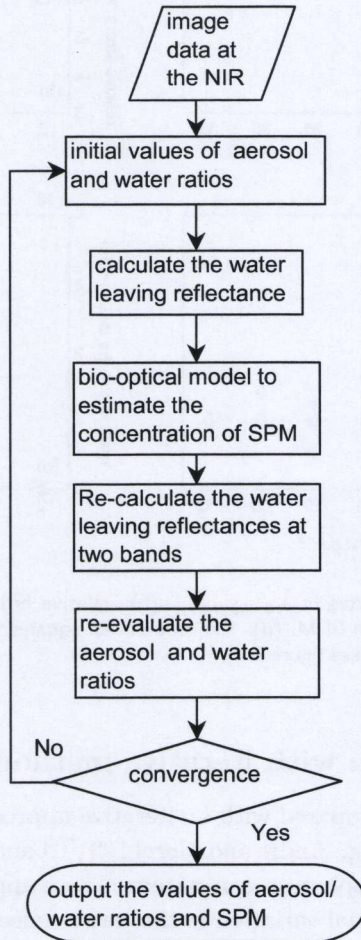 image
data at
the NIR
initial values of aerosol
and water ratios
calculate the water
leaving reflectance
bio-optical model to
estimate the
concentration of SPM
Re-calculate the water
leaving reflectances at
two bands
re-evaluate the
aerosol and water
ratios
No
convergence
Yes
output the values of aerosol/
water ratios and SPM